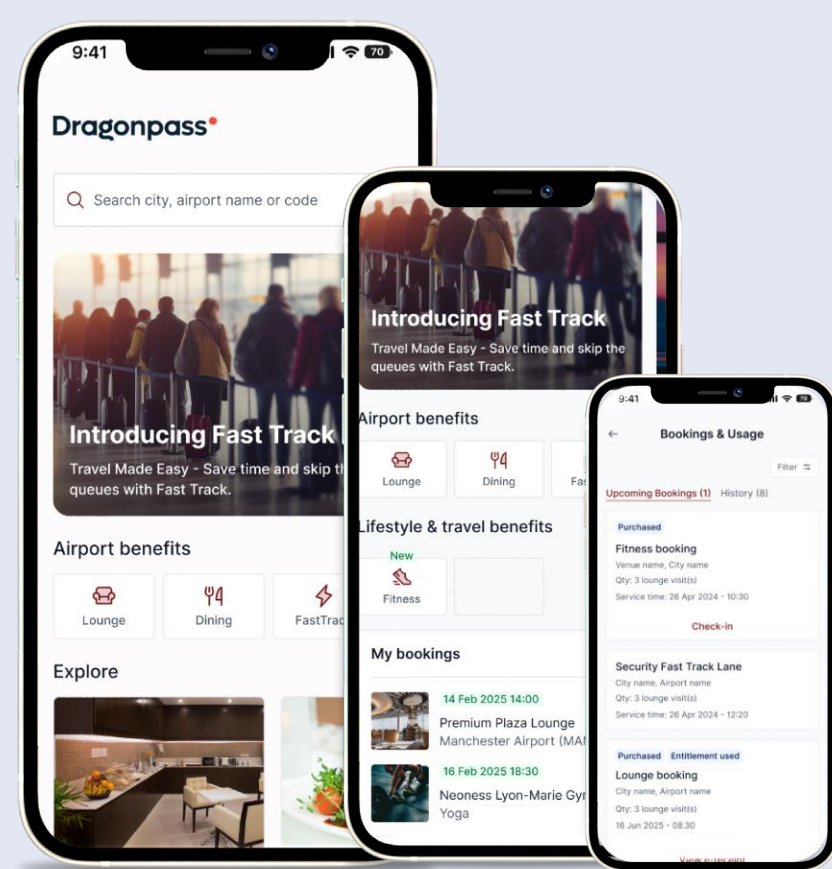 9:41
70
Dragonpass
Search city, airport name or code
Introducing Fast Track
Travel Made Easy - Save time and skip th
queues with Fast Track.
Airport benefits
Lounge
Dining
FastTrac
Explore
Introducing Fast Track
Travel Made Easy - Save time and skip the
queues with Fast Track.
Airport benefits
Lounge
Dining
Fas
Lifestyle & travel benefits
New
Fitness
My bookings
14 Feb 2025 14:00
Premium Plaza Lounge
Manchester Airport (MAN
16 Feb 2025 18:30
Neoness Lyon-Marie Gyr
Yoga
9:41
70
Bookings & Usage
Filter
Upcoming Bookings (1) History (8)
Purchased
Fitness booking
Venue name, City name
Qty: 3 lounge visit(s)
Service time: 26 Apr 2024 - 10:30
Check-in
Security Fast Track Lane
City name, Airport name
Qty: 3 lounge visit(s)
Service time: 26 Apr 2024 - 12:20
Purchased Entitlement used
Lounge booking
City name, Airport name
Qty: 3 lounge visit(s)
16 Jun 2025 - 08.30
View e-receipt